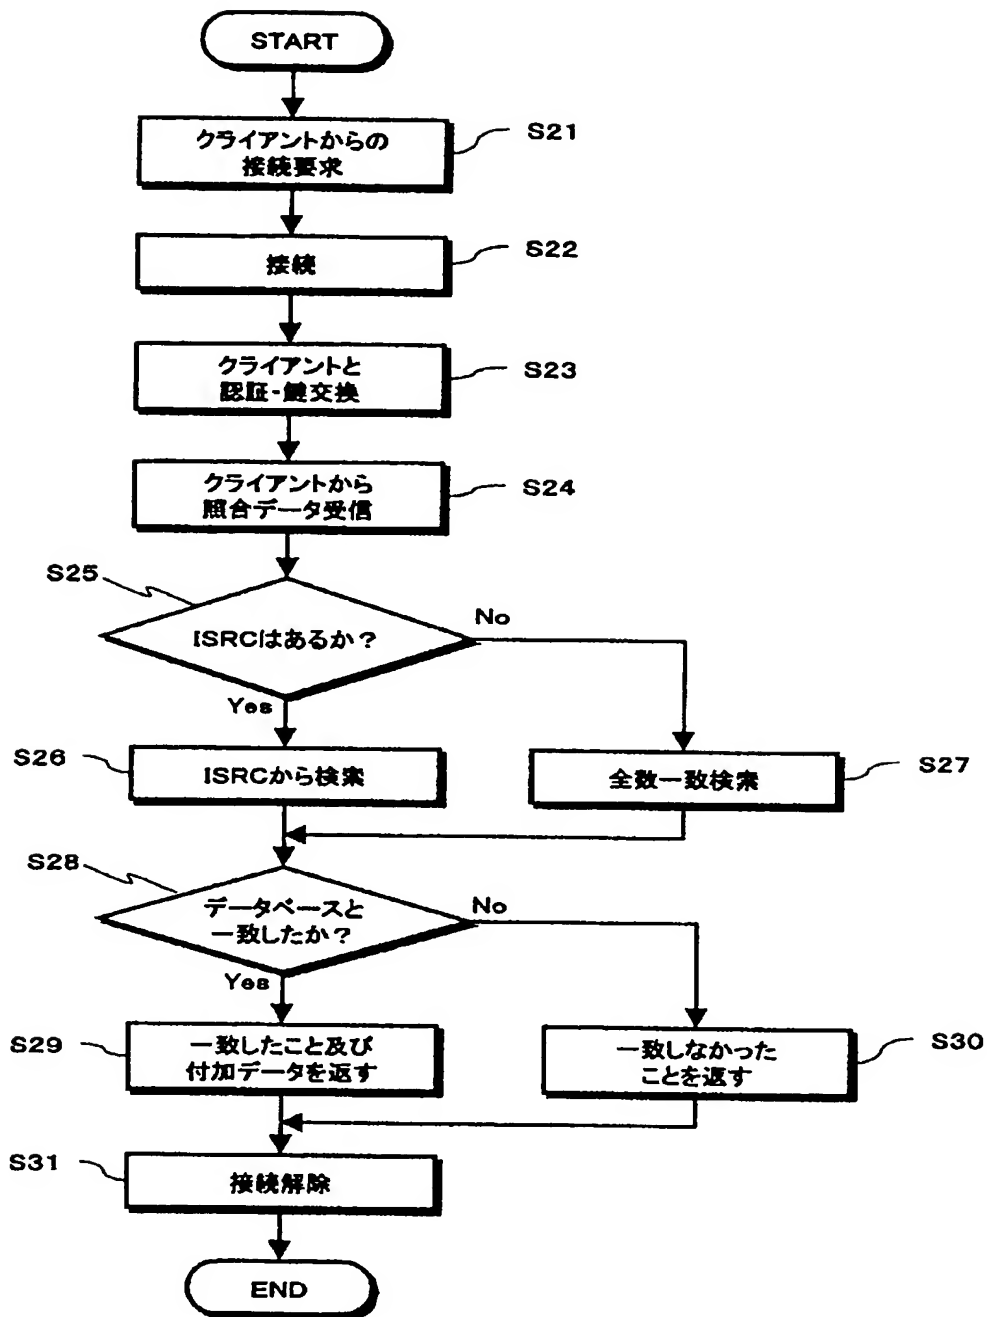 START
クライアントからの
接続要求
S21
接続
S22
クライアントと
認証・鍵交換
S23
クライアントから
照合データ受信
S24
S25
ISRCはあるか？
No
Yes
S26
ISRCから検索
全数一致検索
S27
S28
データベースと
一致したか？
No
Yes
S29
一致したこと及び
付加データを返す
一致しなかった
ことを返す
S30
S31
接続解除
END